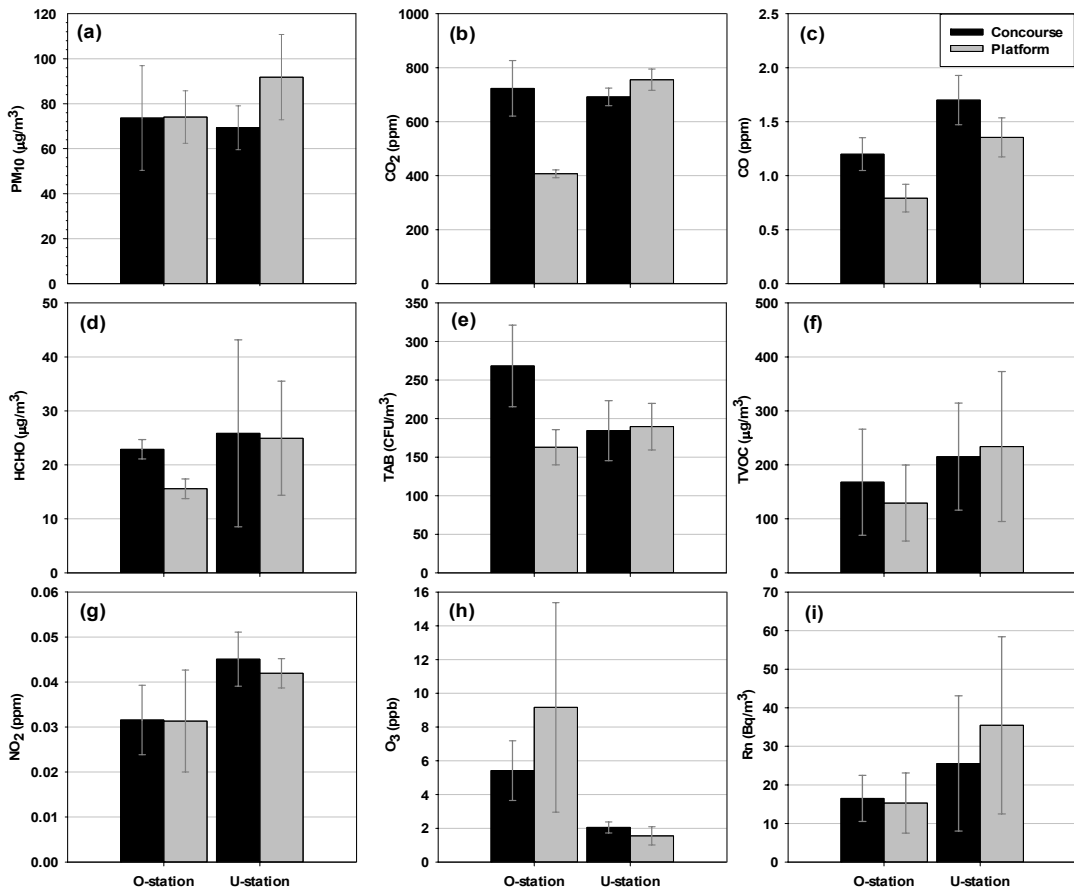 (a)
PM10 (μg/m3)
120
100
80
60
40
20
0
(b)
CO2 (ppm)
1000
800
600
400
200
0
(c)
CO (ppm)
2.5
2.0
1.5
1.0
0.5
0.0
Concourse
Platform
(d)
HCHO (μg/m3)
50
40
30
20
10
0
(e)
TAB (CFU/m3)
350
300
250
200
150
100
50
0
(f)
TVOC (μg/m3)
500
400
300
200
100
0
(g)
NO2 (ppm)
0.06
0.05
0.04
0.03
0.02
0.01
0.00
O-station U-station
(h)
O3 (ppb)
16
14
12
10
8
6
4
2
0
O-station U-station
(i)
Rn (Bq/m3)
70
60
50
40
30
20
10
0
O-station U-station